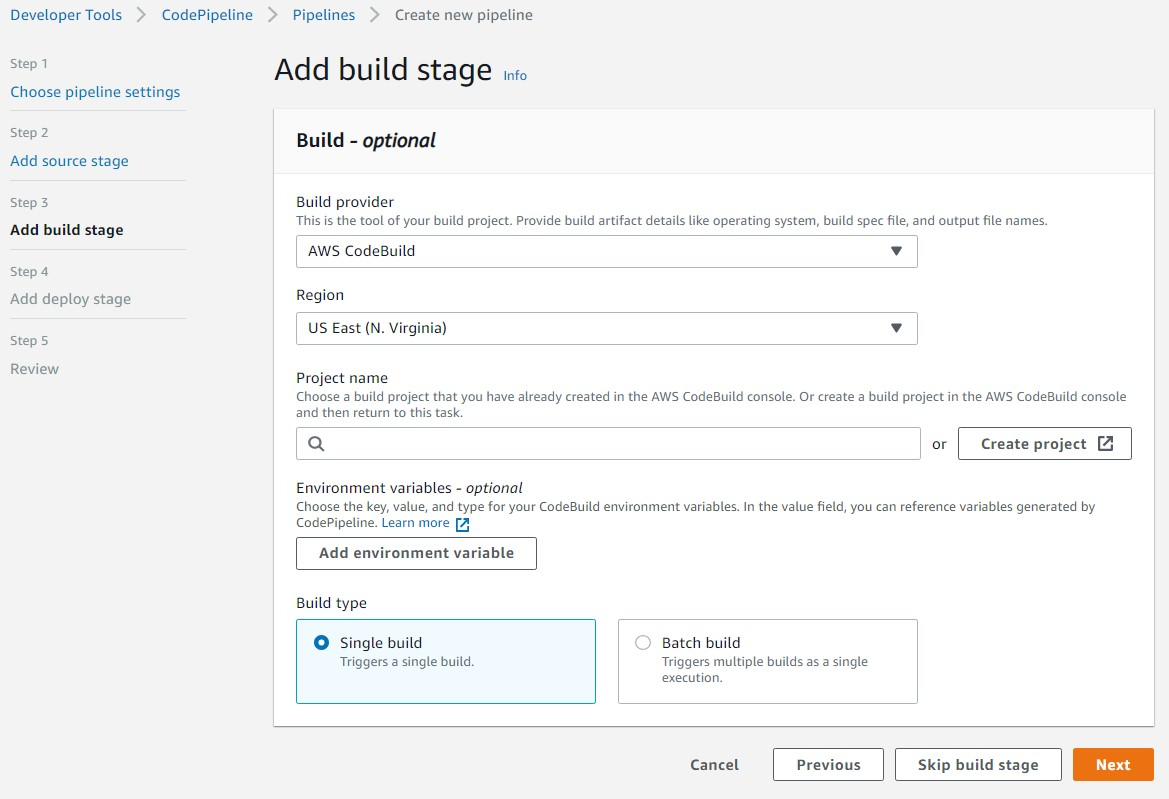 Developer Tools > CodePipeline > Pipelines > Create new pipeline
Step 1
Choose pipeline settings
Step 2
Add source stage
Step 3
Add build stage
Step 4
Add deploy stage
Step 5
Review
Add build stage Info
Build - optional
Build provider
This is the tool of your build project. Provide build artifact details like operating system, build spec file, and output file names.
AWS CodeBuild
Region
US East (N. Virginia)
Project name
Choose a build project that you have already created in the AWS CodeBuild console. Or create a build project in the AWS CodeBuild console
and then return to this task.
or Create project
Environment variables - optional
Choose the key, value, and type for your CodeBuild environment variables. In the value field, you can reference variables generated by
CodePipeline. Learn more
Add environment variable
Build type
Single build
Triggers a single build.
Batch build
Triggers multiple builds as a single
execution.
Cancel Previous Skip build stage Next